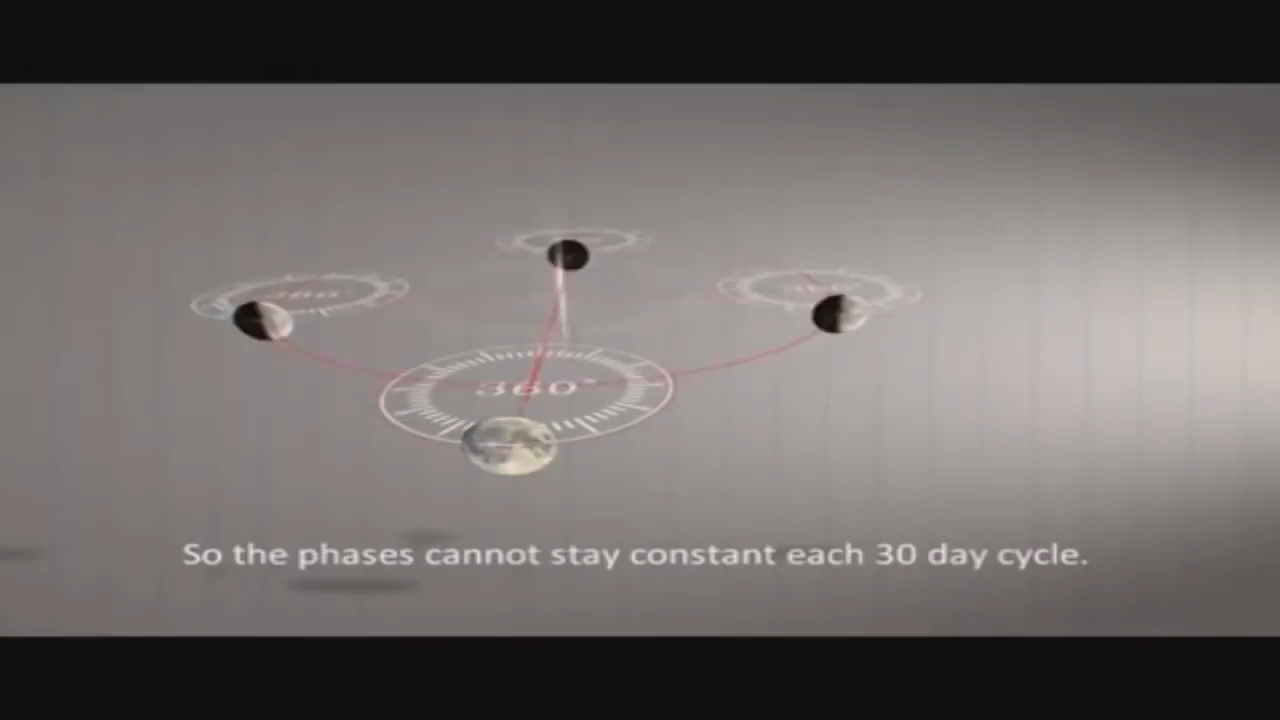 360°
So the phases cannot stay constant each 30 day cycle.